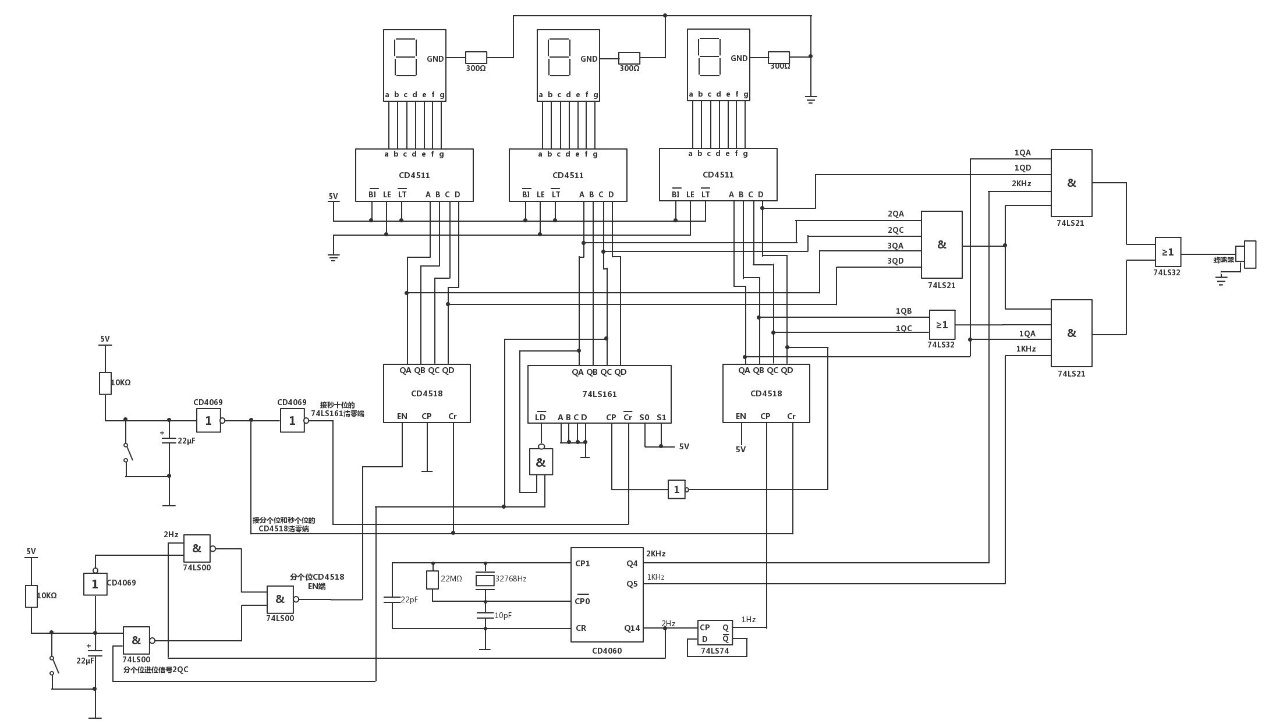 GND
300Ω
a b c d e f g
GND
300Ω
a b c d e f g
GND
300Ω
a b c d e f g
a b c d e f g
CD4511
BI LE LT A B C D
a b c d e f g
CD4511
BI LE LT A B C D
a b c d e f g
CD4511
BI LE LT A B C D
5V
1QA
1QD
2KHz
&
74LS21
2QA
2QC
3QA
3QD
&
74LS21
≥1
74LS32
蜂鸣器
1QB
1QC
≥1
74LS32
1QA
1KHz
&
74LS21
5V
10KΩ
22μF
CD4069
1
CD4069
1
接秒十位的
74LS161清零端
QA QB QC QD
CD4518
EN CP Cr
QA QB QC QD
74LS161
LD A B C D CP Cr S0 S1
5V
&
1
QA QB QC QD
CD4518
EN CP Cr
5V
接分个位和秒个位的
CD4518清零端
2Hz
&
74LS00
5V
10KΩ
1
CD4069
&
74LS00
分个位CD4518
EN端
&
74LS00
22μF
分个位进位信号2QC
22pF
22MΩ
32768Hz
10pF
CP1
CP0
CR
Q4
Q5
Q14
CD4060
2KHz
1KHz
2Hz
CP Q
D Q
74LS74
1Hz